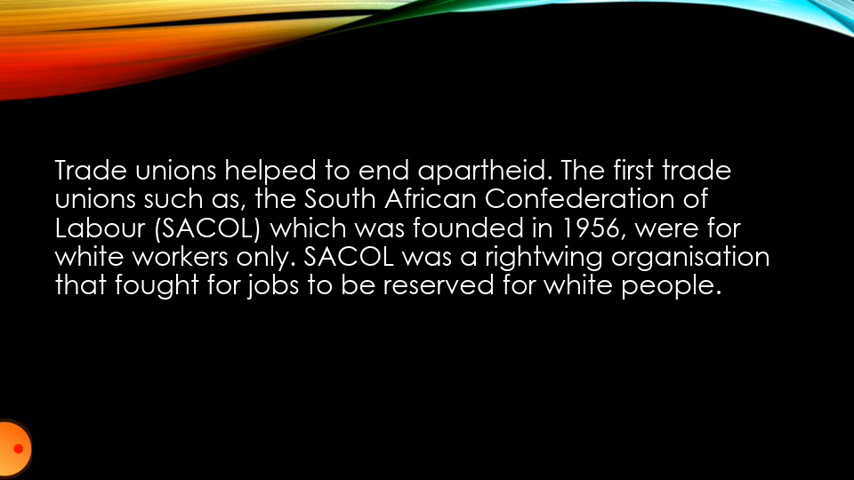 Trade unions helped to end apartheid. The first trade
unions such as, the South African Confederation of
Labour (SACOL) which was founded in 1956, were for
white workers only. SACOL was a rightwing organisation
that fought for jobs to be reserved for white people.